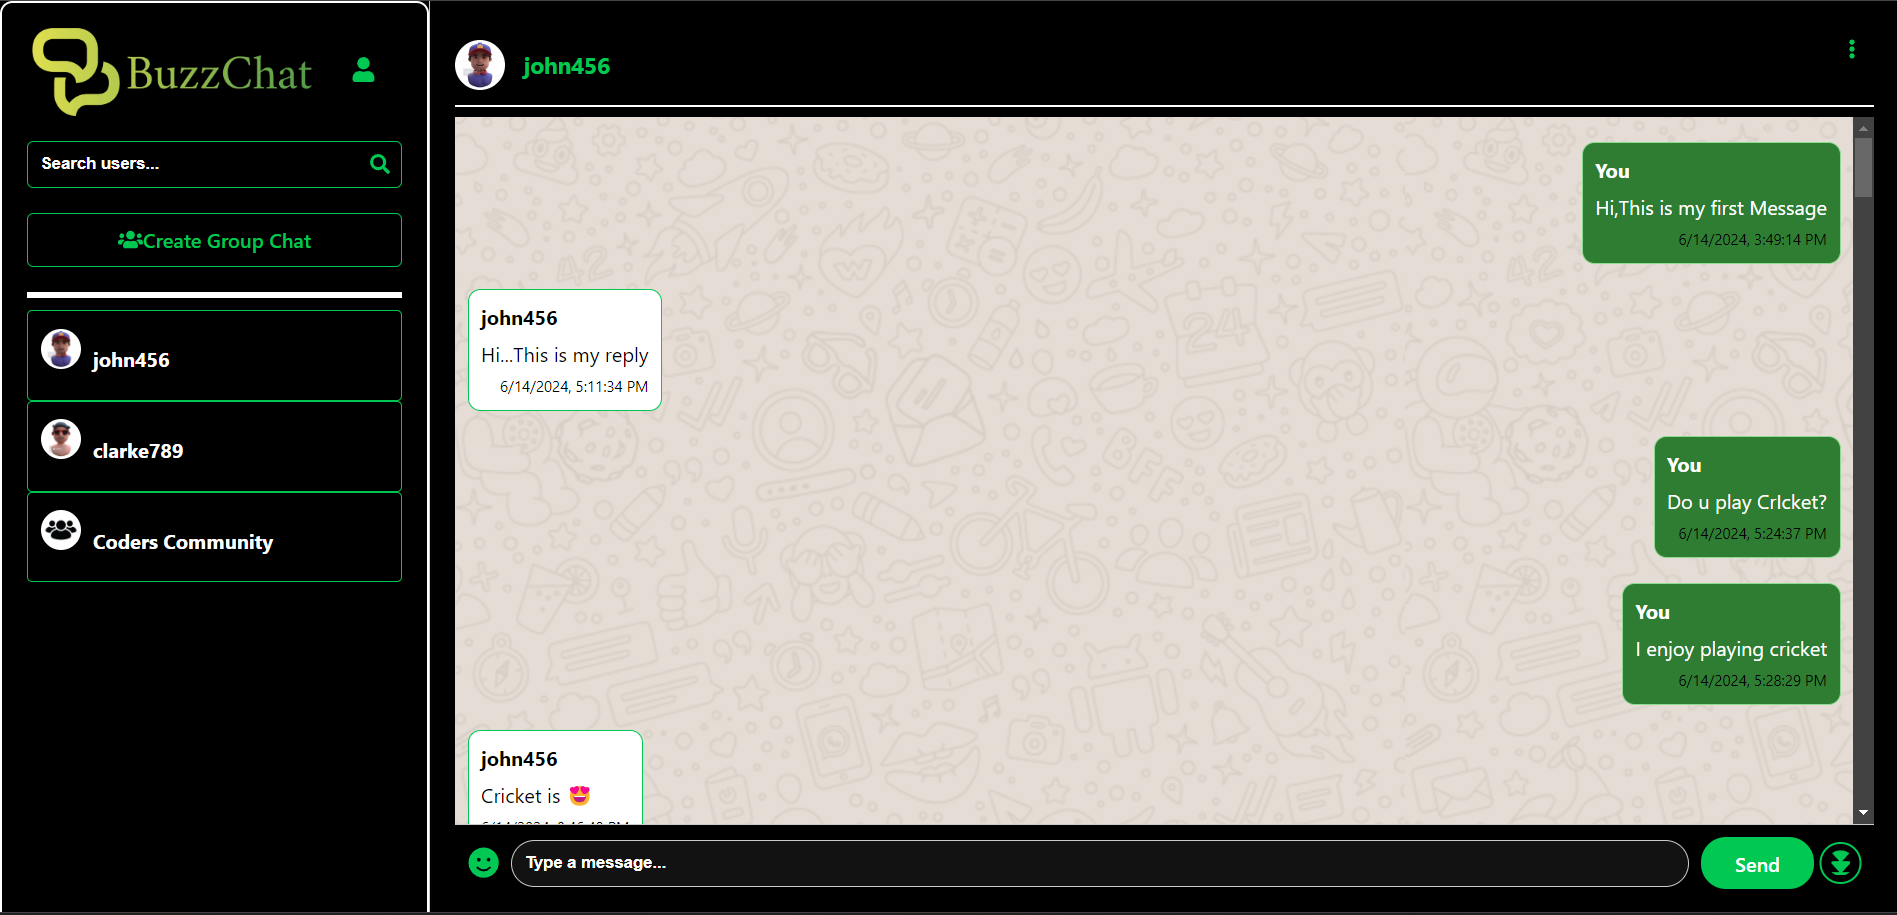 BuzzChat
Search users...
Create Group Chat
john456
clarke789
Coders Community
john456
You
Hi,This is my first Message
6/14/2024, 3:49:14 PM
john456
Hi...This is my reply
6/14/2024, 5:11:34 PM
You
Do u play CrIcket?
6/14/2024, 5:24:37 PM
You
I enjoy playing cricket
6/14/2024, 5:28:29 PM
john456
Cricket is 😍
Type a message...
Send